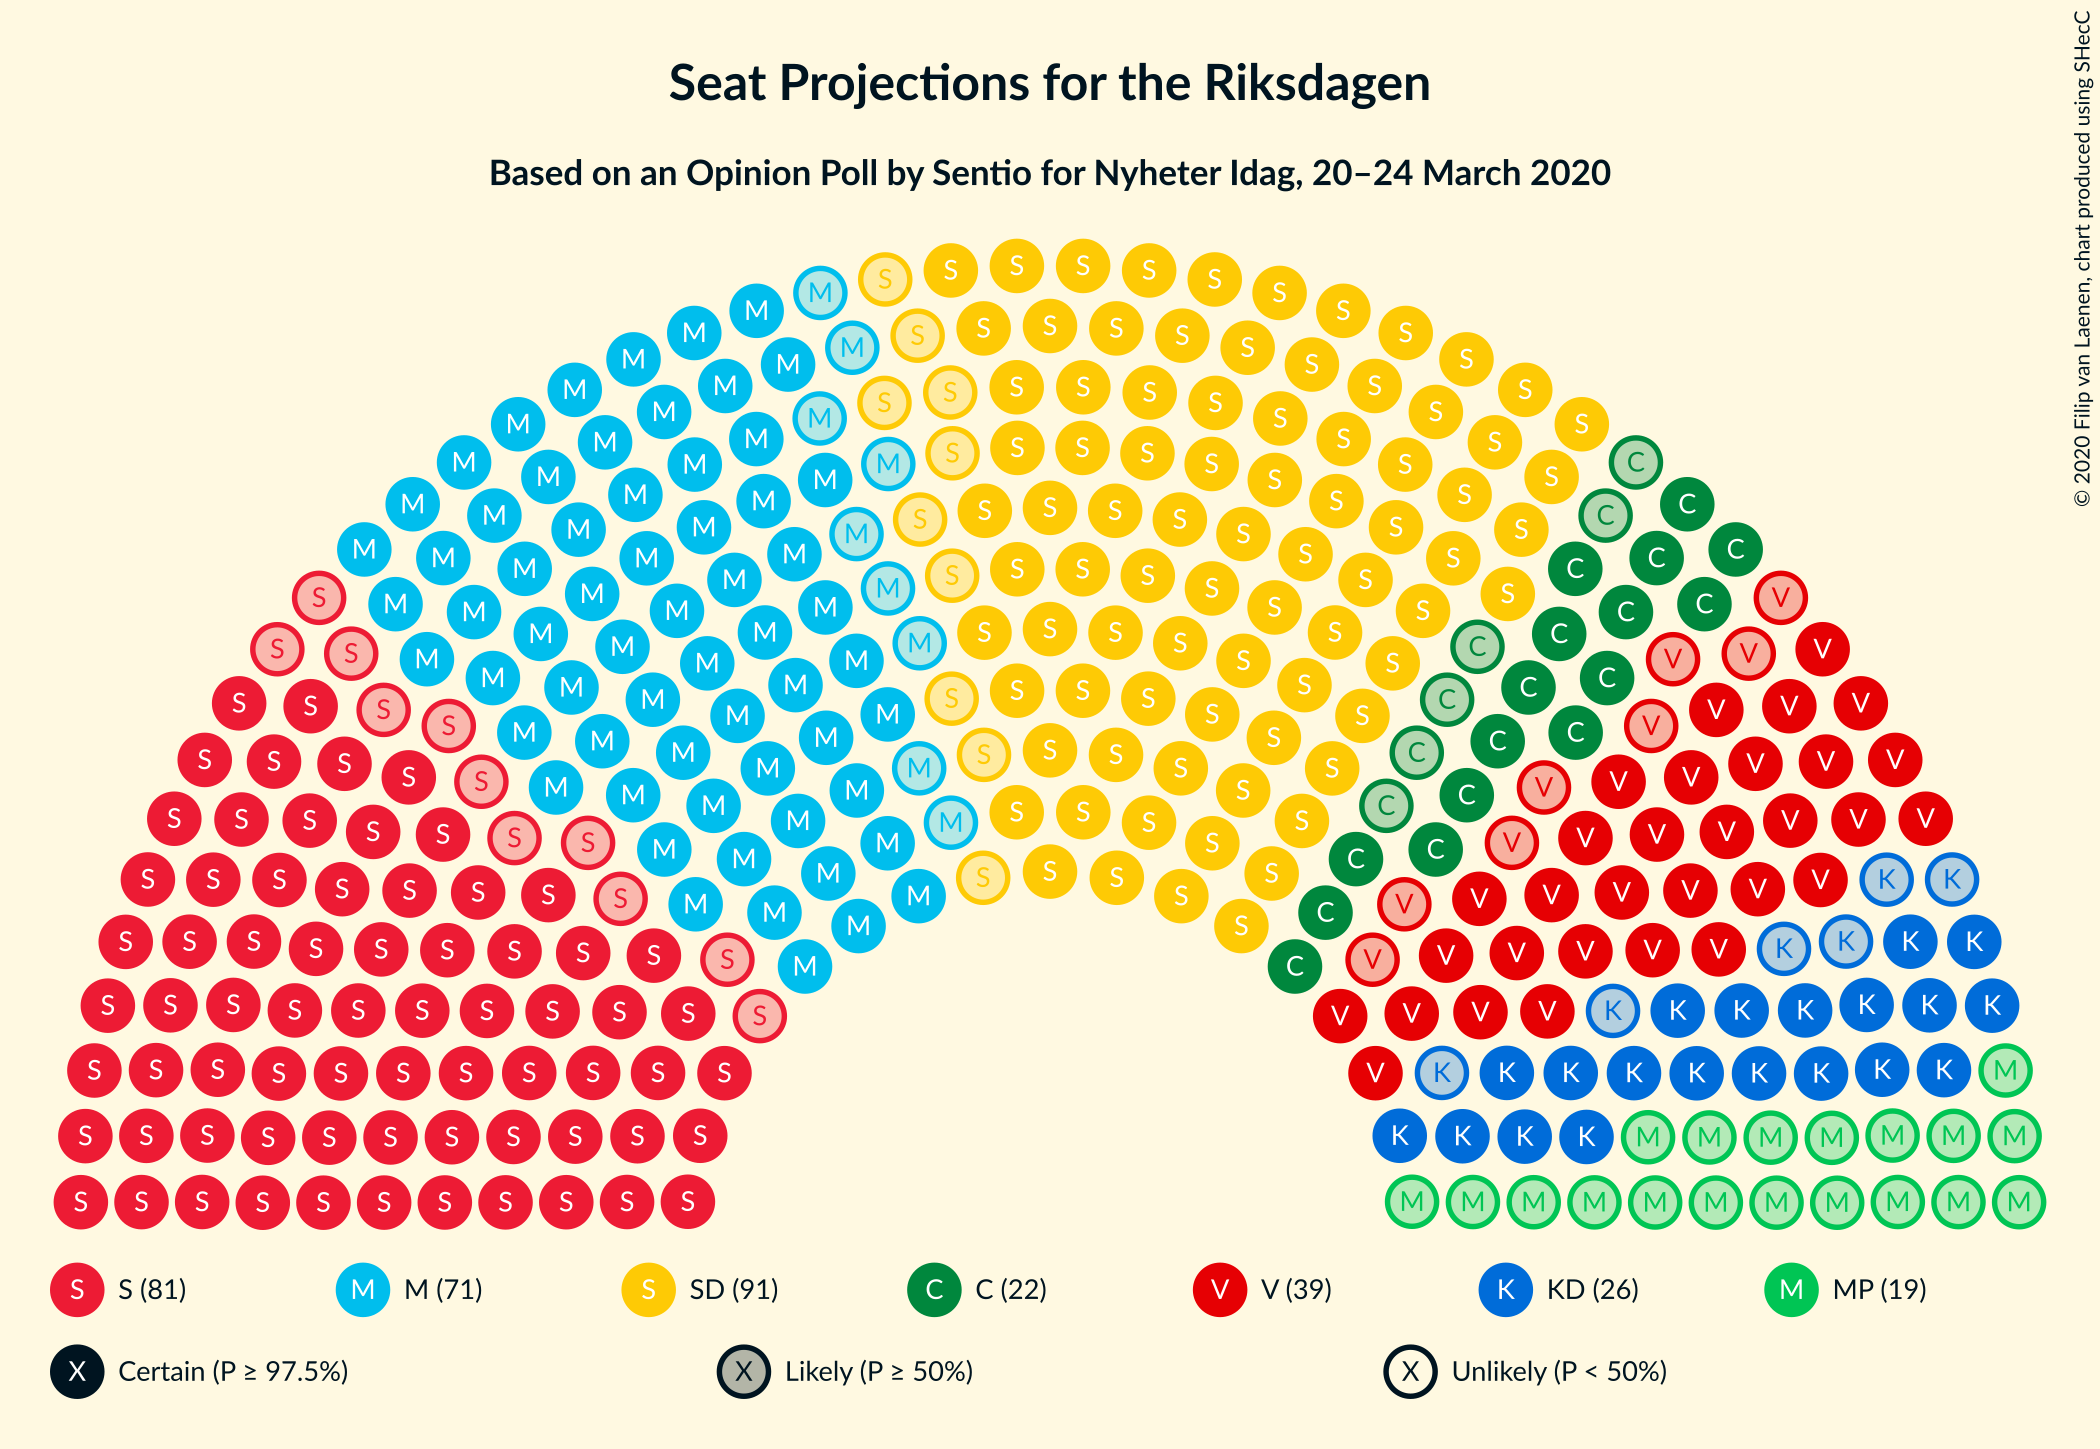 Seat Projections for the Riksdagen
Based on an Opinion Poll by Sentio for Nyheter Idag, 20–24 March 2020
© 2020 Filip van Laenen, chart produced using SHecC
S S (81) M M (71) S SD (91) C C (22) V V (39) K KD (26) M MP (19)
X Certain (P ≥ 97.5%) X Likely (P ≥ 50%) X Unlikely (P < 50%)